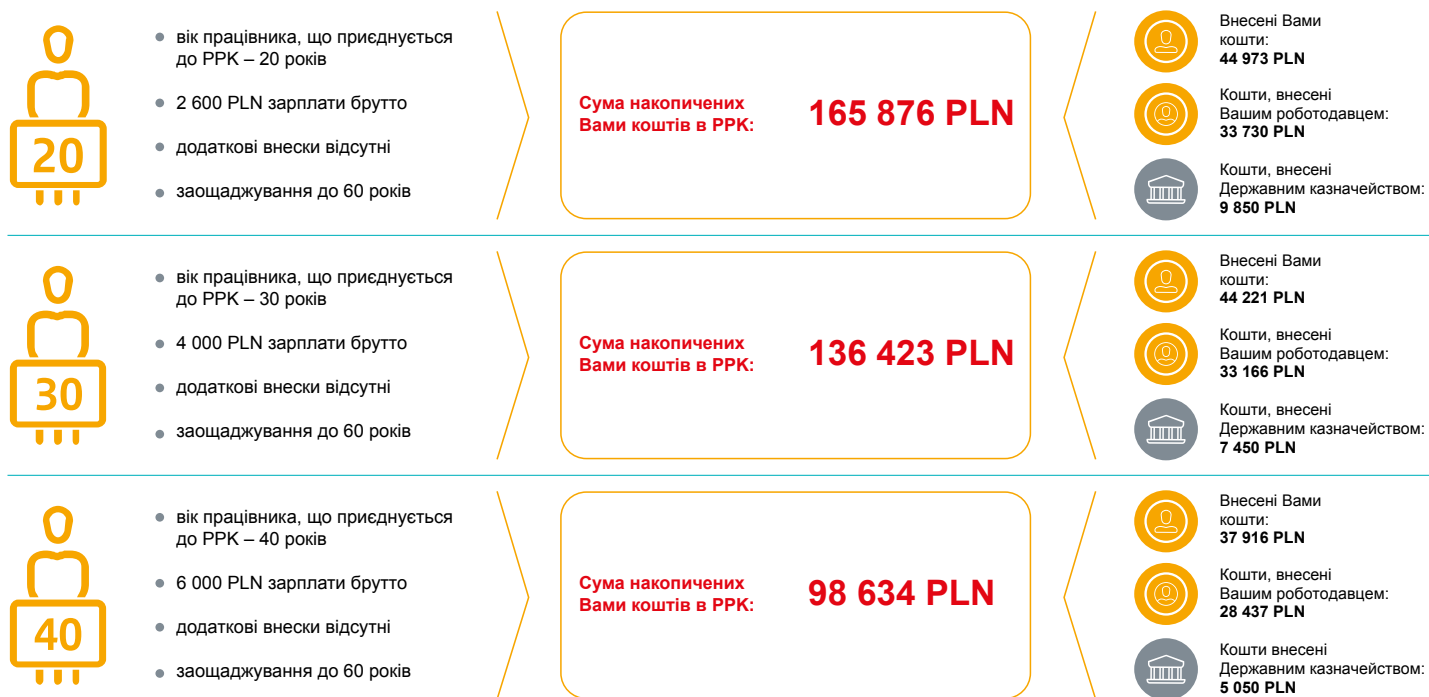 20
вік працівника, що приєднується
до PPK – 20 років
2 600 PLN зарплати брутто
додаткові внески відсутні
заощаджування до 60 років
Сума накопичених
Вами коштів в PPK:
165 876 PLN
Внесені Вами
кошти:
44 973 PLN
Кошти, внесені
Вашим роботодавцем:
33 730 PLN
Кошти, внесені
Державним казначейством:
9 850 PLN
30
вік працівника, що приєднується
до PPK – 30 років
4 000 PLN зарплати брутто
додаткові внески відсутні
заощаджування до 60 років
Сума накопичених
Вами коштів в PPK:
136 423 PLN
Внесені Вами
кошти:
44 221 PLN
Кошти, внесені
Вашим роботодавцем:
33 166 PLN
Кошти, внесені
Державним казначейством:
7 450 PLN
40
вік працівника, що приєднується
до PPK – 40 років
6 000 PLN зарплати брутто
додаткові внески відсутні
заощаджування до 60 років
Сума накопичених
Вами коштів в PPK:
98 634 PLN
Внесені Вами
кошти:
37 916 PLN
Кошти, внесені
Вашим роботодавцем:
28 437 PLN
Кошти внесені
Державним казначейством:
5 050 PLN